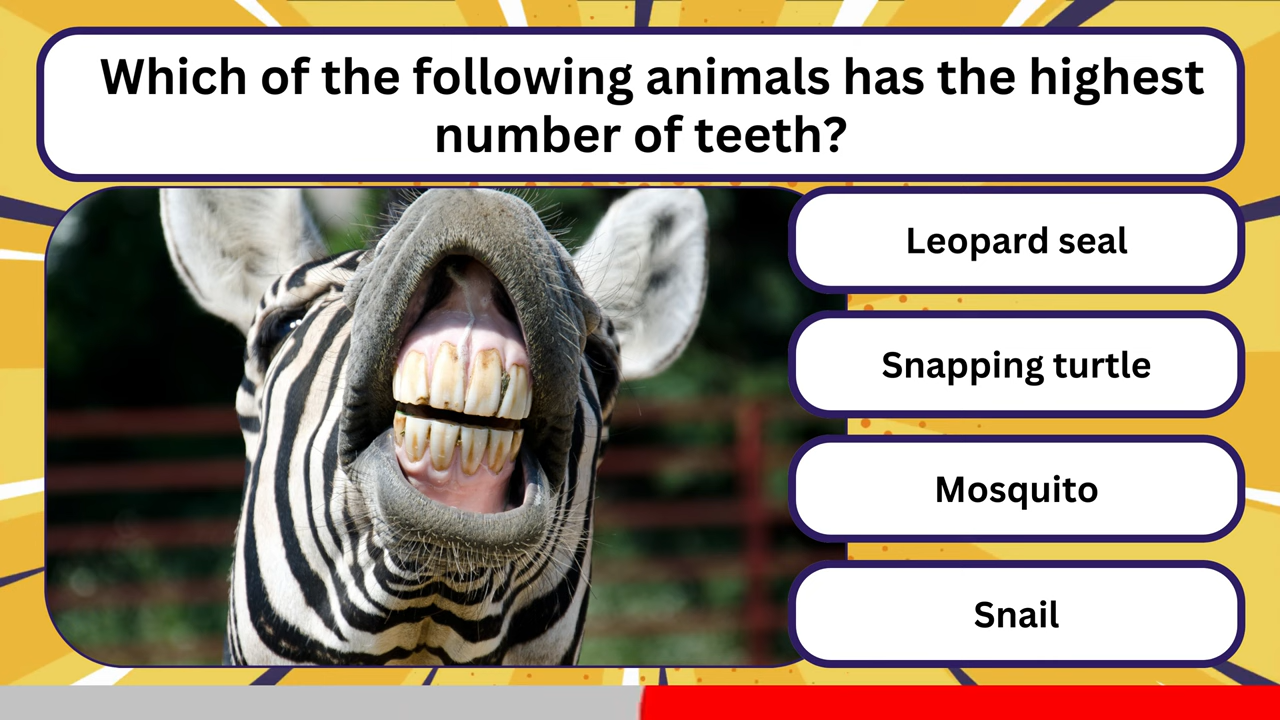 Which of the following animals has the highest
number of teeth?
Leopard seal
Snapping turtle
Mosquito
Snail